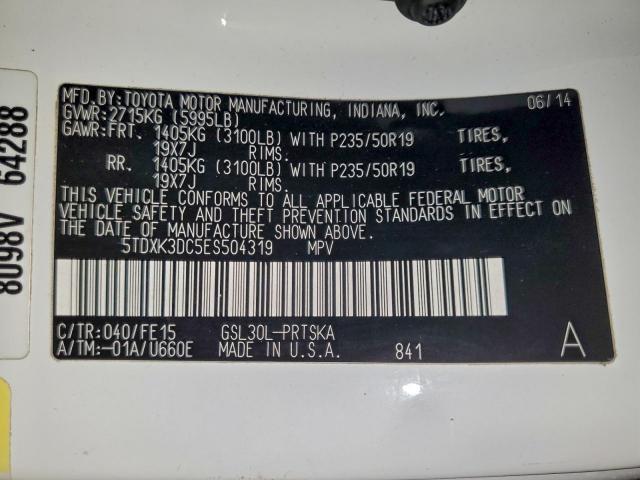 MFD. BY: TOYOTA MOTOR MANUFACTURING, INDIANA, INC. 06/14
GVWR: 2715KG (5995LB)
GAWR: FRT. 1405KG (3100LB) WITH P235/50R19 TIRES,
19X7J RIMS.
RR. 1405KG (3100LB) WITH P235/50R19 TIRES,
19X7J RIMS.
THIS VEHICLE CONFORMS TO ALL APPLICABLE FEDERAL MOTOR
VEHICLE SAFETY AND THEFT PREVENTION STANDARDS IN EFFECT ON
THE DATE OF MANUFACTURE SHOWN ABOVE.
5TDXK3DC5ES504319 MPV
C/TR: 040/FE15 GSL30L-PRTSKA
A/TM: -01A/U660E MADE IN U.S.A. 841 A
8098V 64288